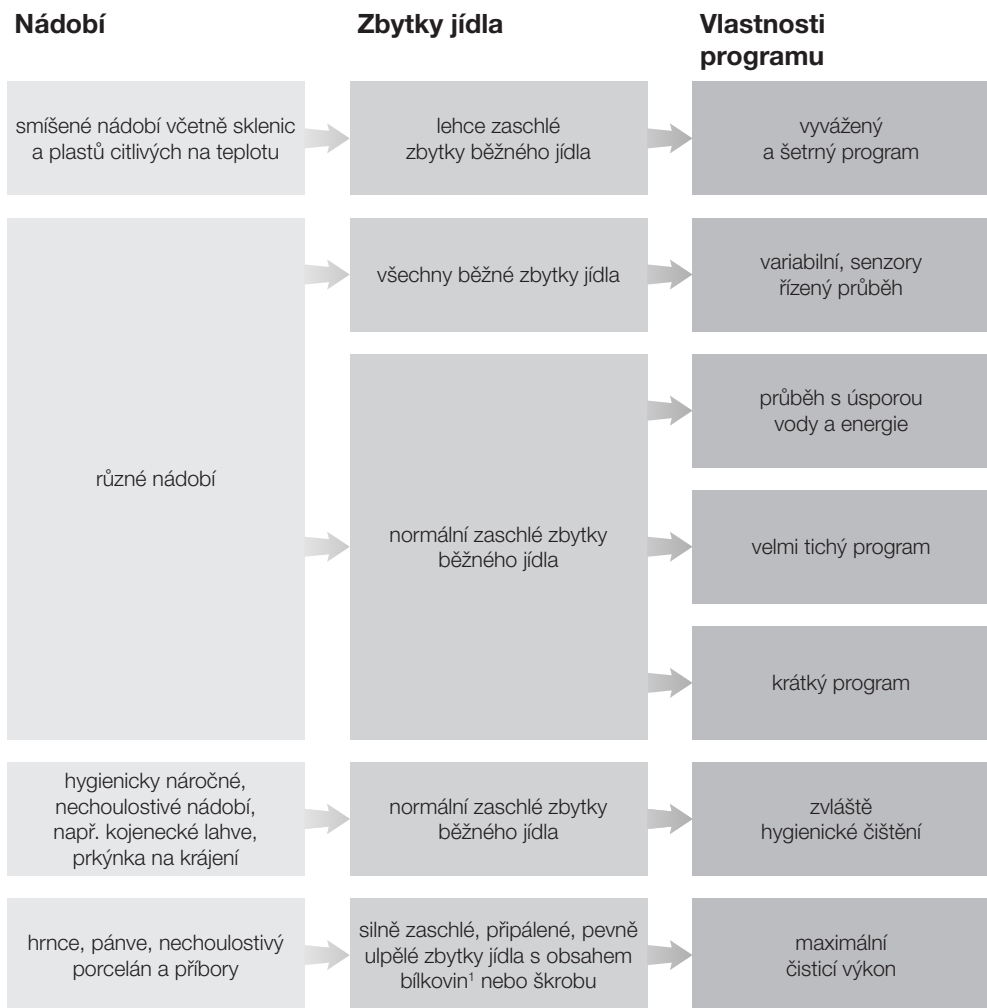 Nádobí
Zbytky jídla
Vlastnosti
programu
smíšené nádobí včetně sklenic
a plastů citlivých na teplotu
lehce zaschlé
zbytky běžného jídla
vyvážený
a šetrný program
různé nádobí
všechny běžné zbytky jídla
variabilní, senzory
řízený průběh
normální zaschlé zbytky
běžného jídla
průběh s úsporou
vody a energie
velmi tichý program
krátký program
hygienicky náročné,
nechoulostivé nádobí,
např. kojenecké lahve,
prkýnka na krájení
normální zaschlé zbytky
běžného jídla
zvláště
hygienické čištění
hrnce, pánve, nechoulostivý
porcelán a příbory
silně zaschlé, připálené, pevně
ulpělé zbytky jídla s obsahem
bílkovin¹ nebo škrobu
maximální
čisticí výkon